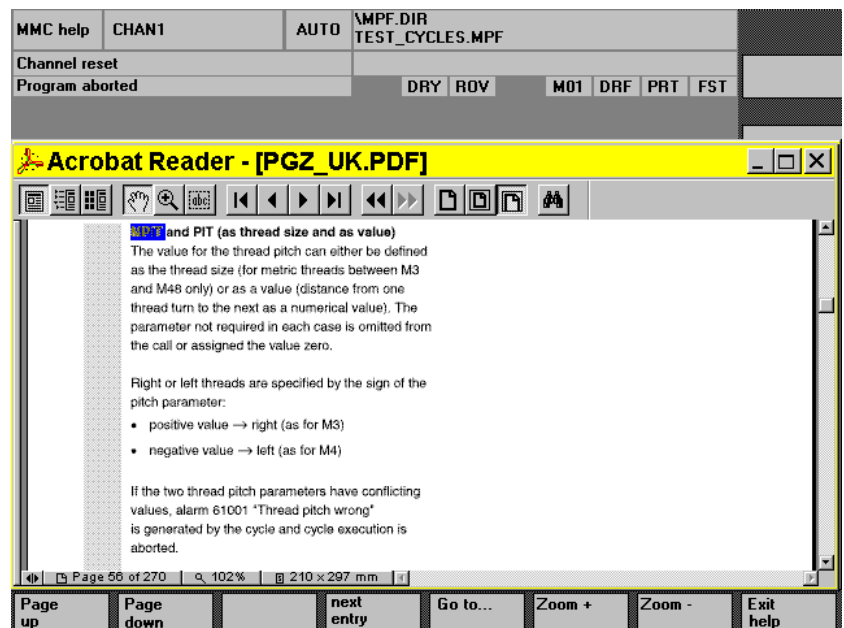 MMC help CHAN1 AUTO \MPF.DIR
TEST_CYCLES.MPF
Channel reset
Program aborted DRY ROV M01 DRF PRT FST
Acrobat Reader - [PGZ_UK.PDF]
abc
MPIT and PIT (as thread size and as value)
The value for the thread pitch can either be defined
as the thread size (for metric threads between M3
and M48 only) or as a value (distance from one
thread turn to the next as a numerical value). The
parameter not required in each case is omitted from
the call or assigned the value zero.
Right or left threads are specified by the sign of the
pitch parameter:
• positive value → right (as for M3)
• negative value → left (as for M4)
If the two thread pitch parameters have conflicting
values, alarm 61001 "Thread pitch wrong"
is generated by the cycle and cycle execution is
aborted.
Page 56 of 270 102% 210 × 297 mm
Page up
Page down
next entry
Go to...
Zoom +
Zoom -
Exit help